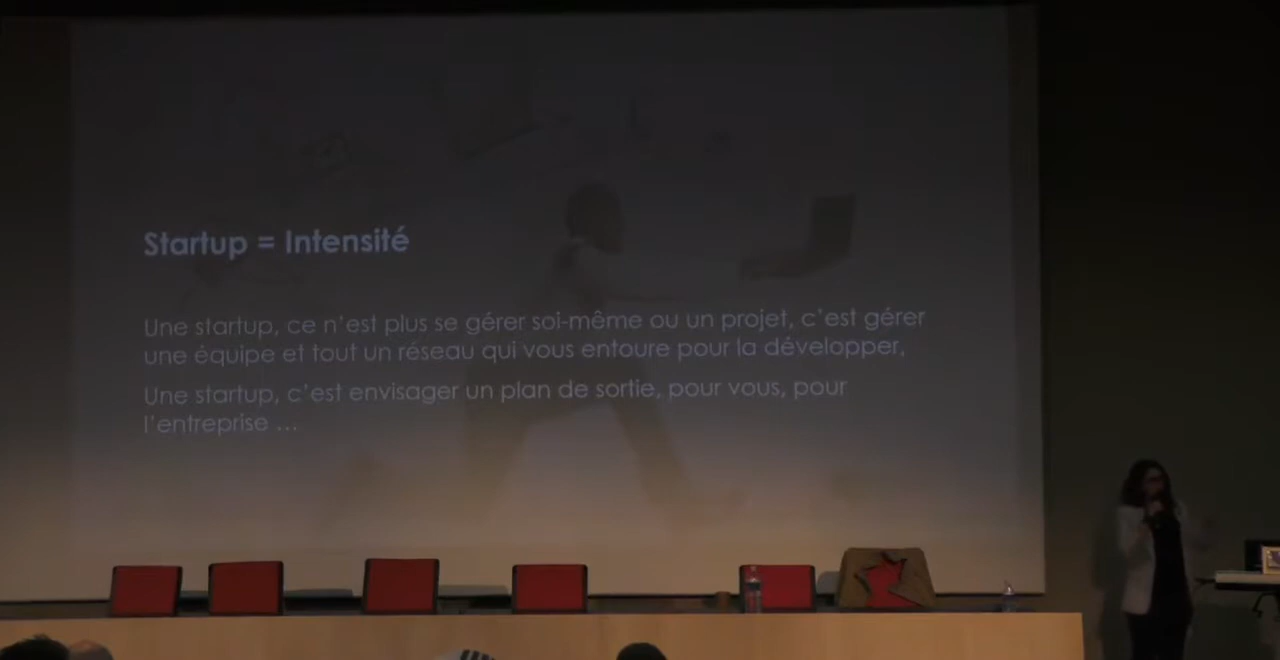 Startup = Intensité
Une startup, ce n'est plus se gérer soi-même ou un projet, c'est gérer
une équipe et tout un réseau qui vous entoure pour la développer,
Une startup, c'est envisager un plan de sortie, pour vous, pour
l'entreprise ...